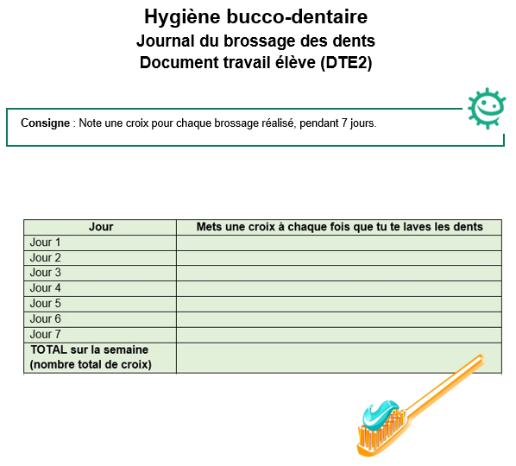 Hygiène bucco-dentaire
Journal du brossage des dents
Document travail élève (DTE2)
Consigne : Note une croix pour chaque brossage réalisé, pendant 7 jours.
Jour Mets une croix à chaque fois que tu te laves les dents
Jour 1
Jour 2
Jour 3
Jour 4
Jour 5
Jour 6
Jour 7
TOTAL sur la semaine
(nombre total de croix)